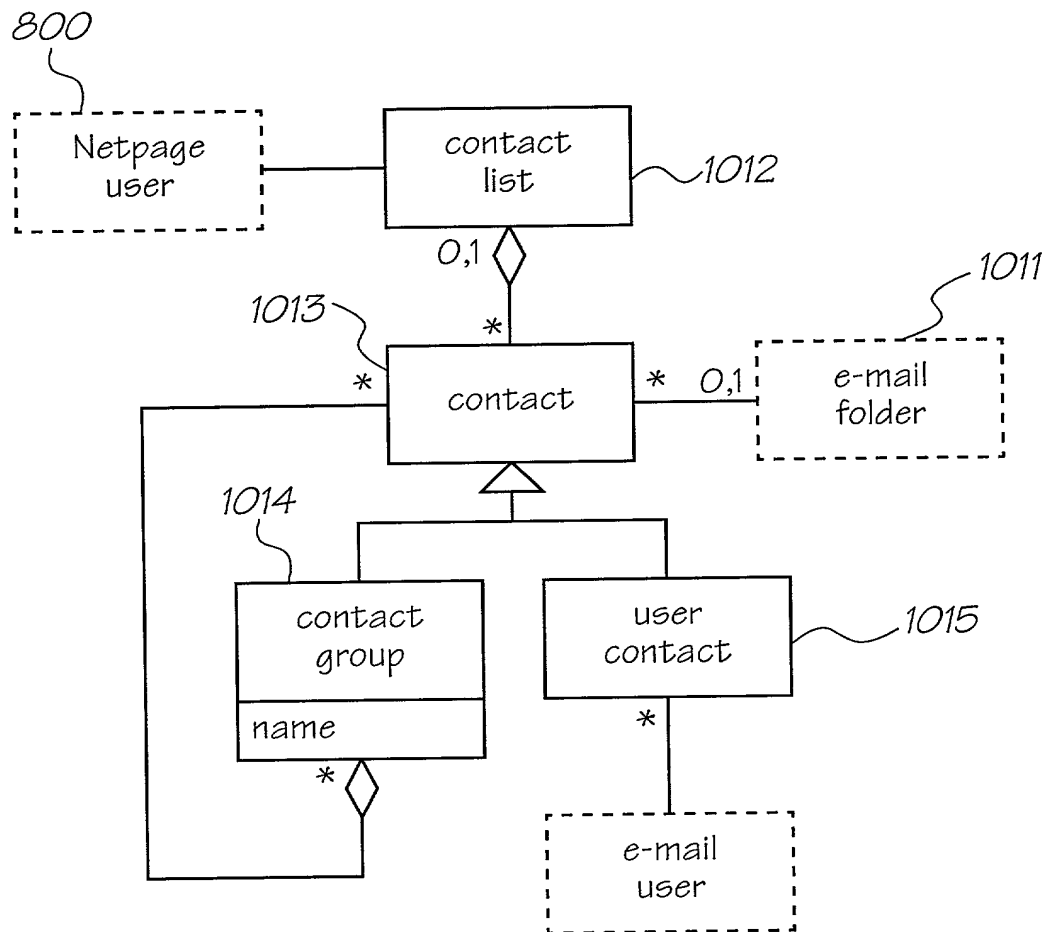 800
Netpage
user
contact
list
1012
0,1
*
1013
1011
*
contact
*
0,1
e-mail
folder
1014
contact
group
name
*
user
contact
1015
*
e-mail
user